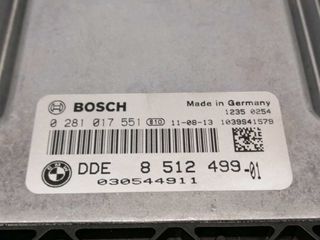 BOSCH
Made in Germany
1235 0254
0 281 017 551 810 11-08-13 1039S41579
DDE 8 512 499-01
030544911